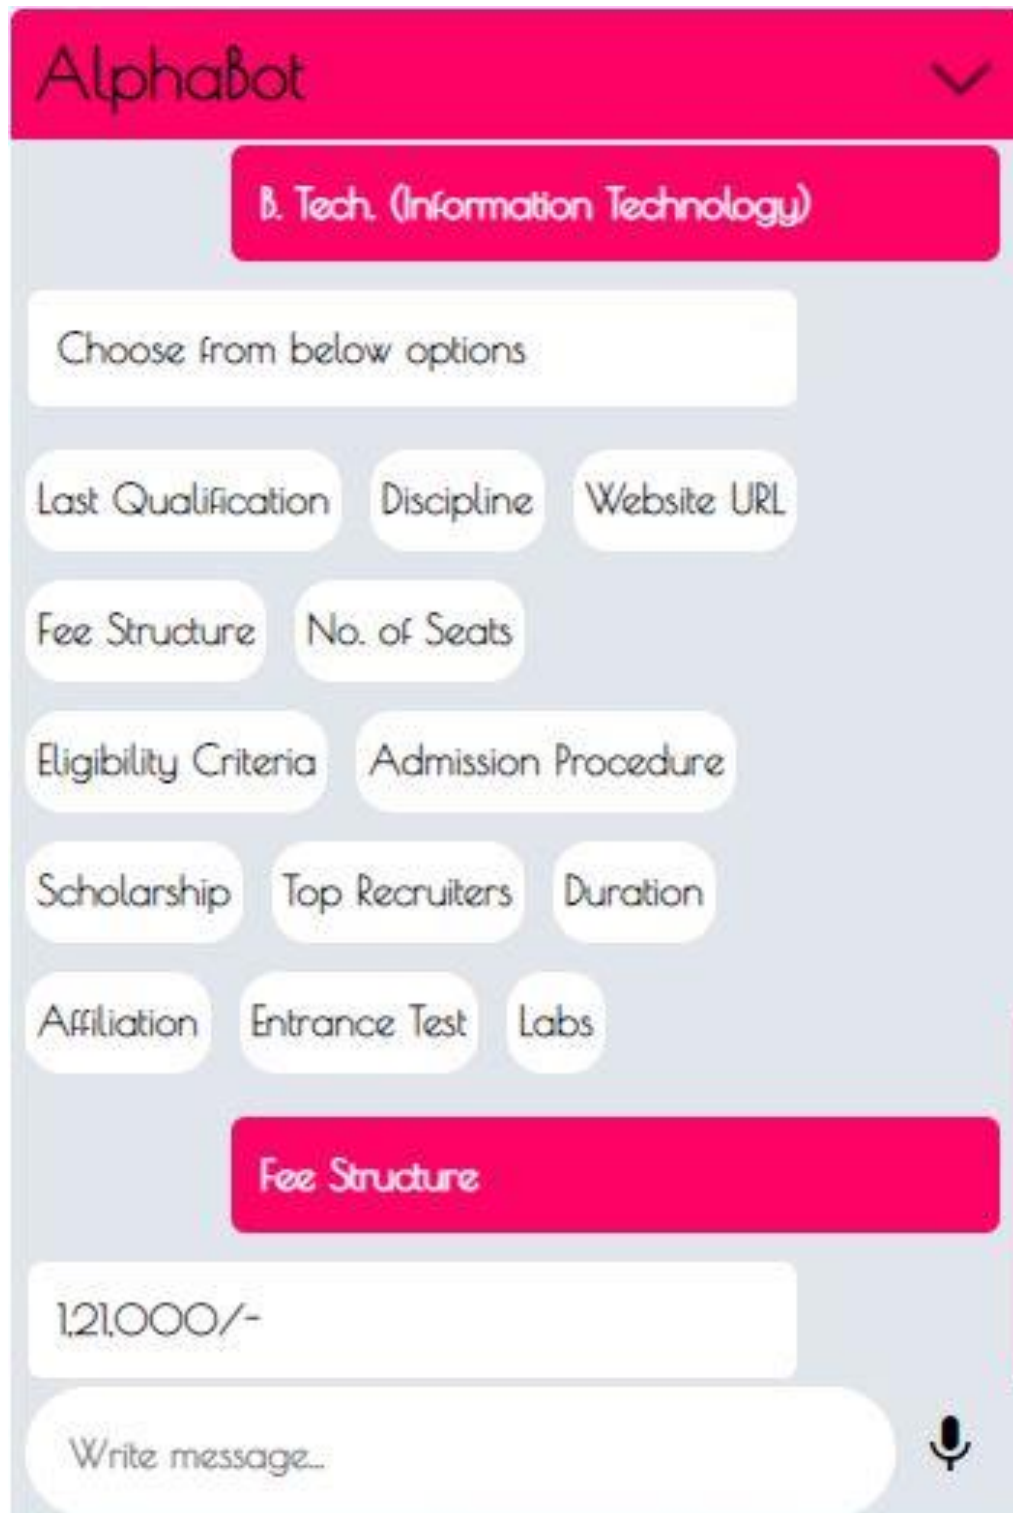 AlphaBot
B. Tech. (Information Technology)
Choose from below options
Last Qualification Discipline Website URL
Fee Structure No. of Seats
Eligibility Criteria Admission Procedure
Scholarship Top Recruiters Duration
Affiliation Entrance Test Labs
Fee Structure
1,21,000/-
Write message...